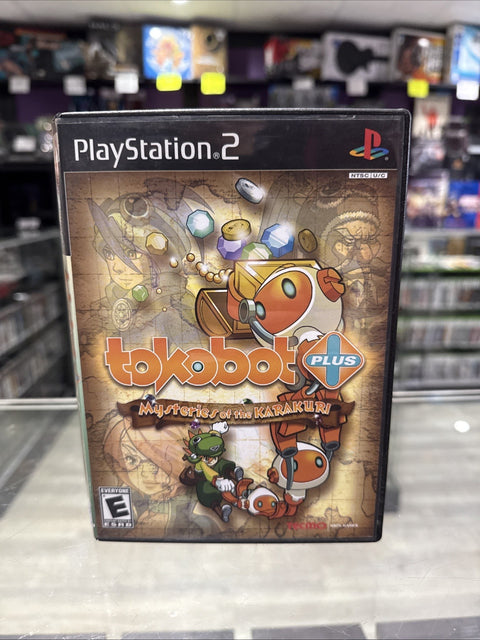 PlayStation®2
NTSC U/C
tokobot
PLUS
Mysteries of the KARAKURI
EVERYONE
E
ESRB
TECMO